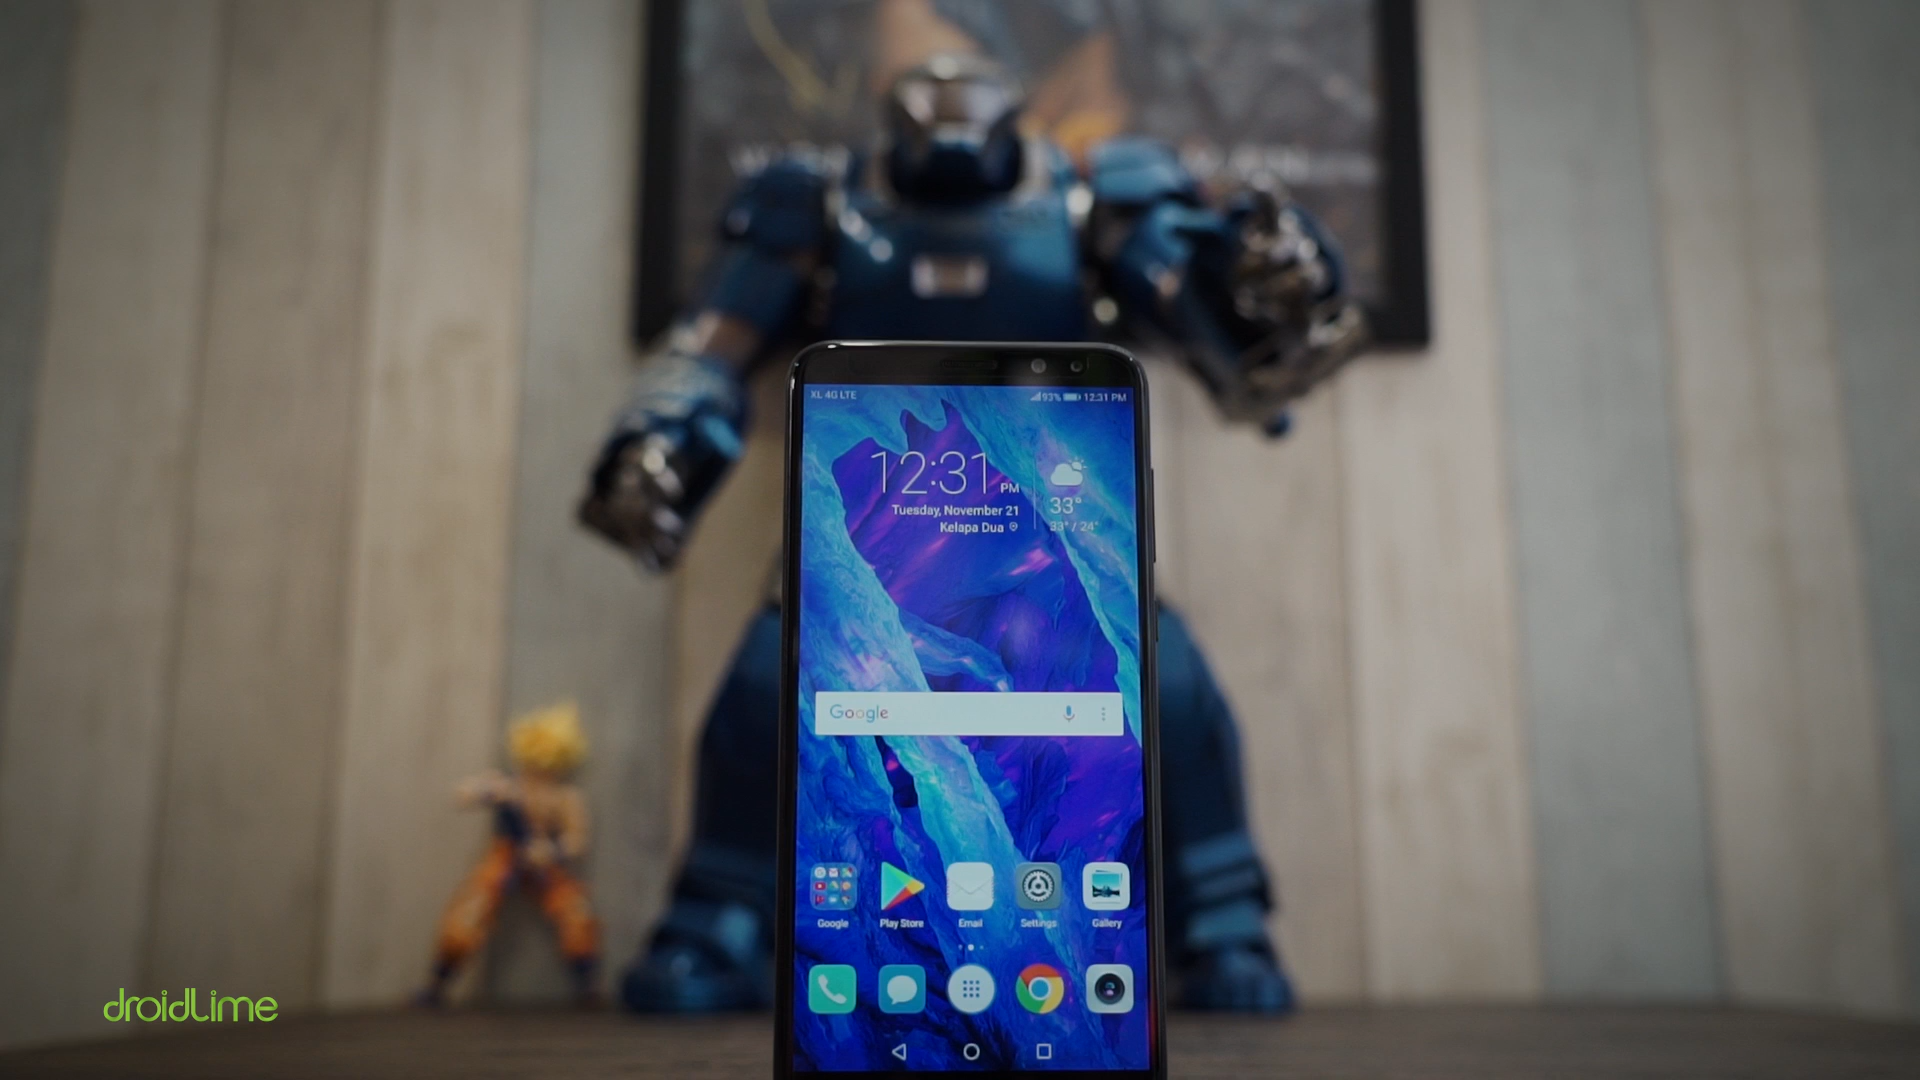 XL 4G LTE
93% 12:31 PM
12:31 PM
Tuesday, November 21
Kelapa Dua
33°
33° / 24°
Google
Google
Play Store
Email
Settings
Gallery
droidLime